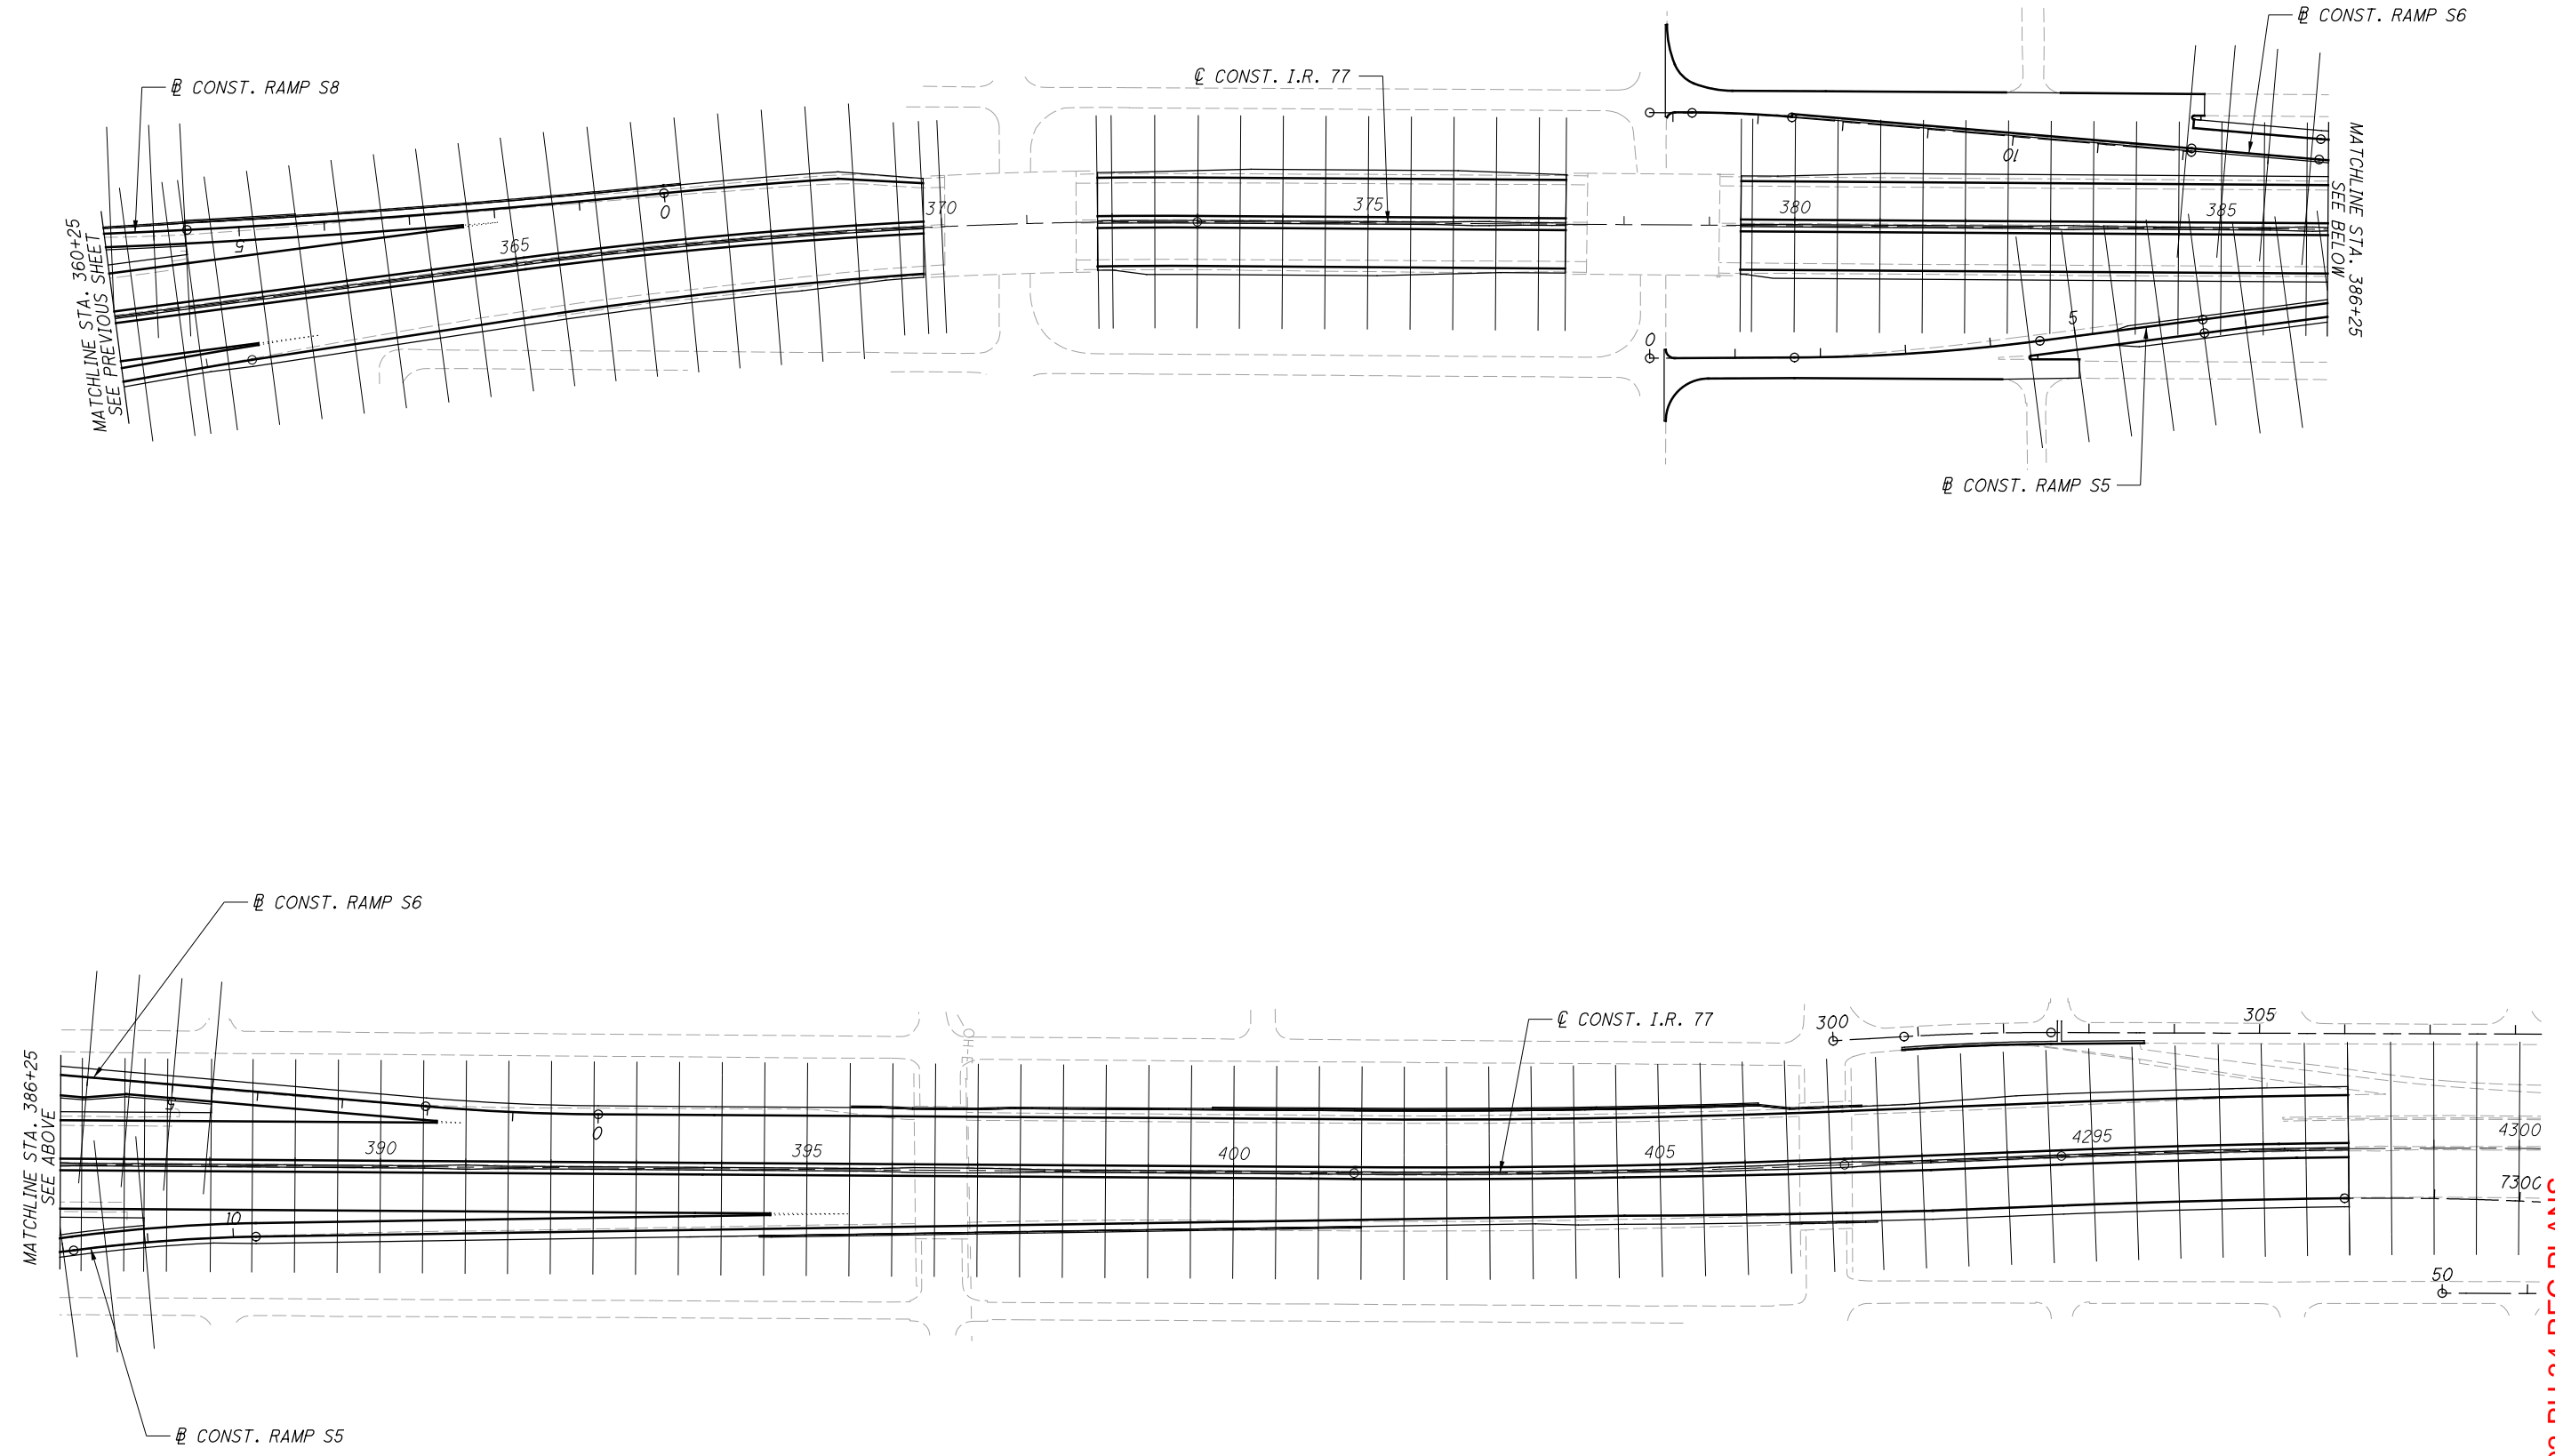 ℄ CONST. RAMP S6
℄ CONST. RAMP S8
℄ CONST. I.R. 77
MATCHLINE STA. 360+25
SEE PREVIOUS SHEET
5
365
0
370
375
380
10
385
0
5
MATCHLINE STA. 386+25
SEE BELOW
℄ CONST. RAMP S5
℄ CONST. RAMP S6
℄ CONST. I.R. 77
MATCHLINE STA. 386+25
SEE ABOVE
5
390
0
395
400
405
300
305
4295
4300
7300
10
50
℄ CONST. RAMP S5